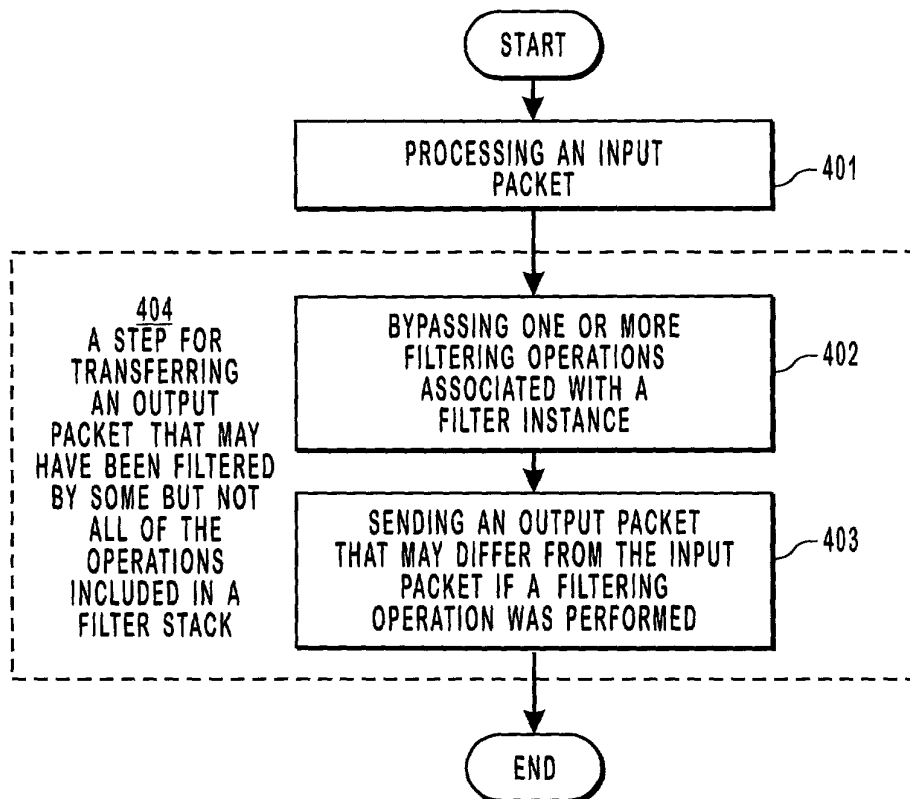 START
PROCESSING AN INPUT
PACKET
401
404
A STEP FOR
TRANSFERRING
AN OUTPUT
PACKET THAT MAY
HAVE BEEN FILTERED
BY SOME BUT NOT
ALL OF THE
OPERATIONS
INCLUDED IN A
FILTER STACK
BYPASSING ONE OR MORE
FILTERING OPERATIONS
ASSOCIATED WITH A
FILTER INSTANCE
402
SENDING AN OUTPUT PACKET
THAT MAY DIFFER FROM THE INPUT
PACKET IF A FILTERING
OPERATION WAS PERFORMED
403
END